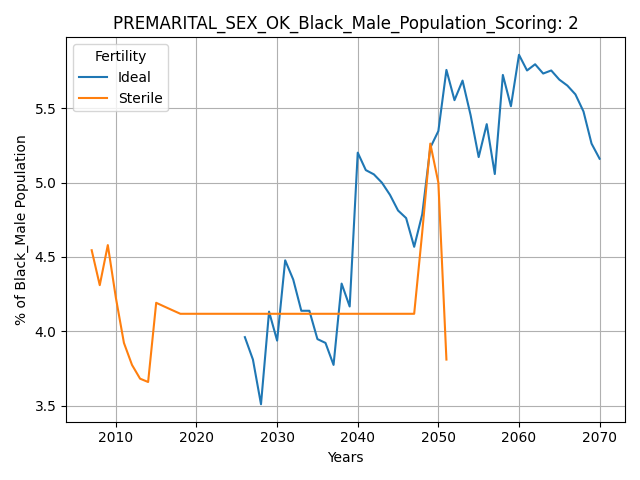 PREMARITAL_SEX_OK_Black_Male_Population_Scoring: 2
Fertility
Ideal
Sterile
% of Black_Male Population
5.5
5.0
4.5
4.0
3.5
2010 2020 2030 2040 2050 2060 2070
Years